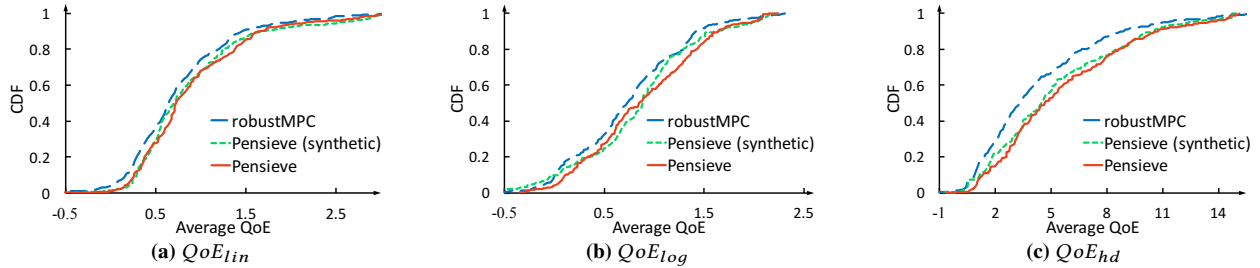 CDF
1
0.8
0.6
0.4
0.2
0
robustMPC
Pensieve (synthetic)
Pensieve
-0.5 0.5 1.5 2.5
Average QoE
(a) QoE_lin
CDF
1
0.8
0.6
0.4
0.2
0
robustMPC
Pensieve (synthetic)
Pensieve
-0.5 0.5 1.5 2.5
Average QoE
(b) QoE_log
CDF
1
0.8
0.6
0.4
0.2
0
robustMPC
Pensieve (synthetic)
Pensieve
-1 2 5 8 11 14
Average QoE
(c) QoE_hd